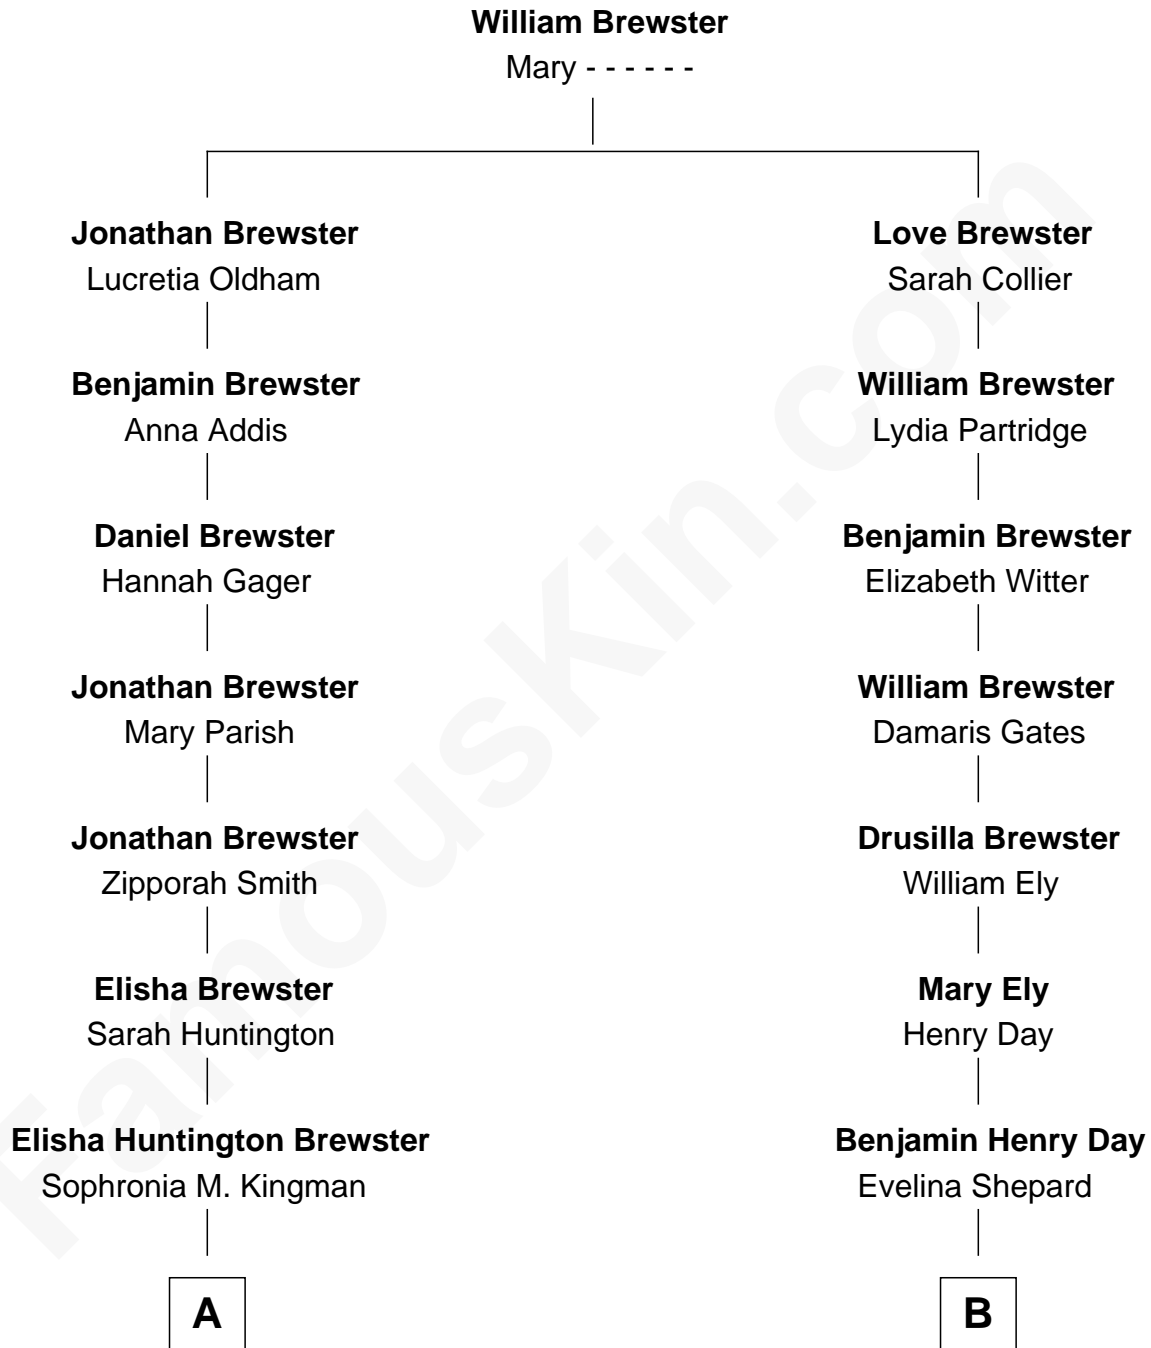 William Brewster
Mary - - - - - -
Jonathan Brewster
Lucretia Oldham
Love Brewster
Sarah Collier
Benjamin Brewster
Anna Addis
William Brewster
Lydia Partridge
Daniel Brewster
Hannah Gager
Benjamin Brewster
Elizabeth Witter
Jonathan Brewster
Mary Parish
William Brewster
Damaris Gates
Jonathan Brewster
Zipporah Smith
Drusilla Brewster
William Ely
Elisha Brewster
Sarah Huntington
Mary Ely
Henry Day
Elisha Huntington Brewster
Sophronia M. Kingman
Benjamin Henry Day
Evelina Shepard
A
B
FamousKin.com